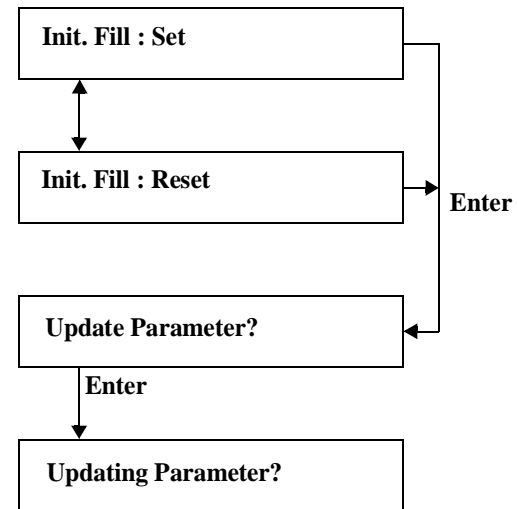 Init. Fill : Set
Init. Fill : Reset
Enter
Update Parameter?
Enter
Updating Parameter?